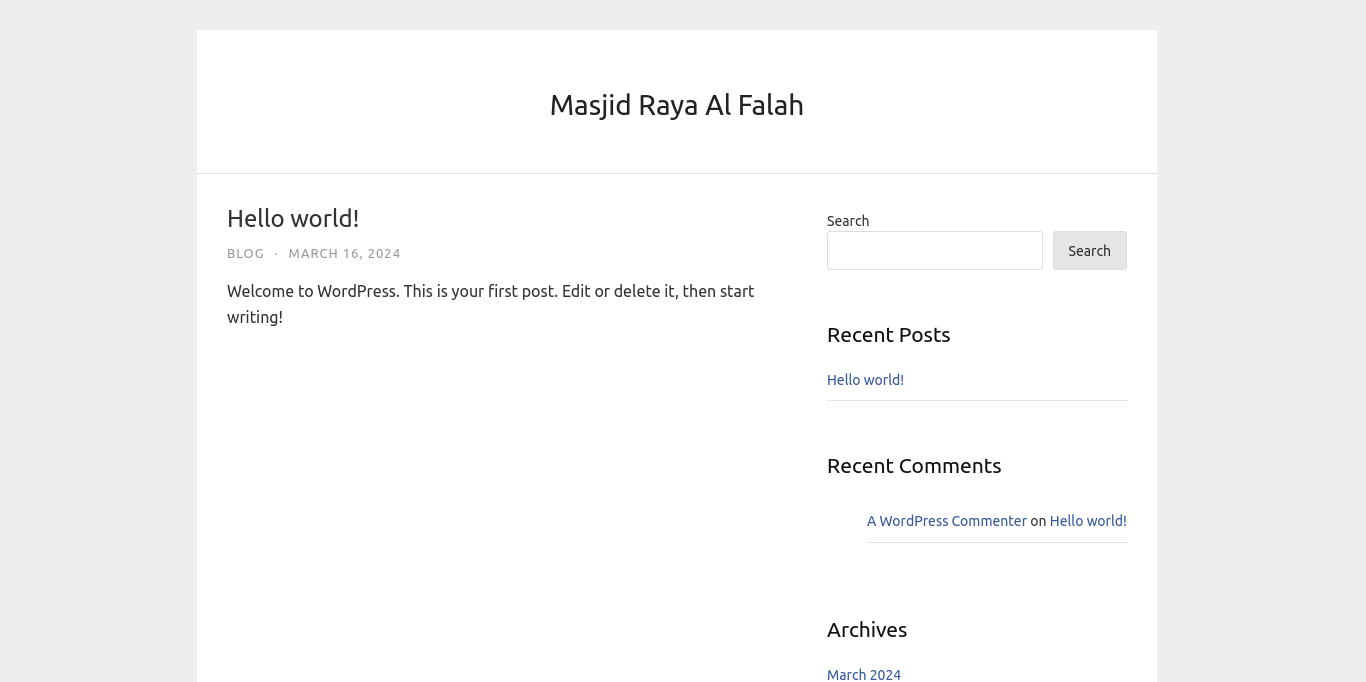 Masjid Raya Al Falah
Hello world!
BLOG · MARCH 16, 2024
Welcome to WordPress. This is your first post. Edit or delete it, then start
writing!
Search
Search
Recent Posts
Hello world!
Recent Comments
A WordPress Commenter on Hello world!
Archives
March 2024